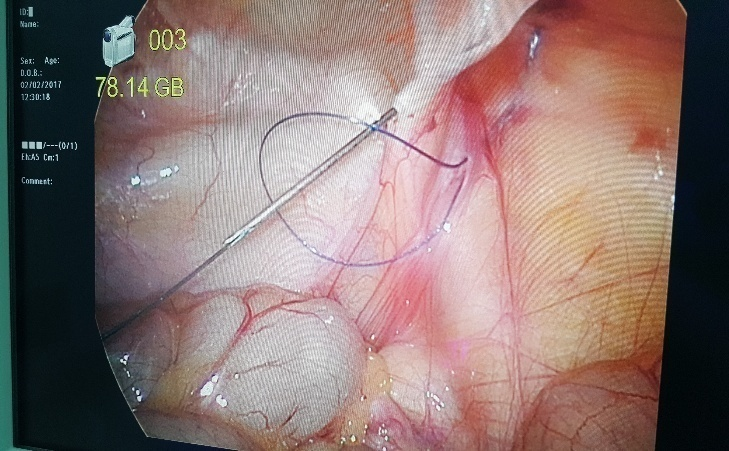 ID:
Name:
003
Sex: Age:
D.O.B.:
78.14 GB
02/02/2017
12:30:18
■■■/---(0/1)
Eh:A5 Cm:1
Comment: